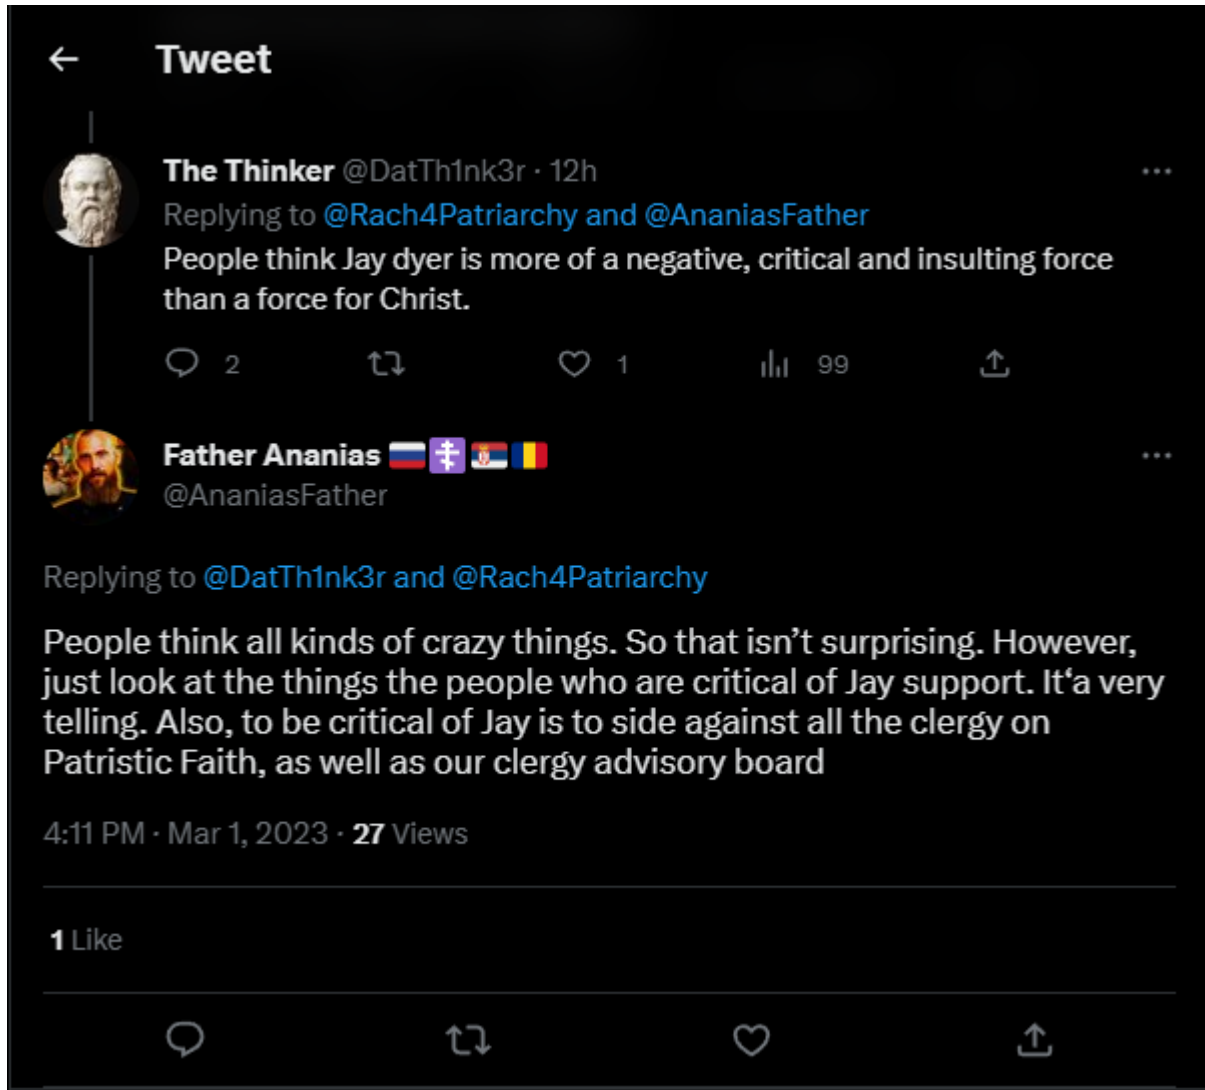 Tweet
The Thinker @DatTh1nk3r · 12h
Replying to @Rach4Patriarchy and @AnaniasFather
People think Jay dyer is more of a negative, critical and insulting force
than a force for Christ.
2 1 99
Father Ananias 🇷🇺☦️🇷🇸🇷🇴
@AnaniasFather
Replying to @DatTh1nk3r and @Rach4Patriarchy
People think all kinds of crazy things. So that isn’t surprising. However,
just look at the things the people who are critical of Jay support. It‘a very
telling. Also, to be critical of Jay is to side against all the clergy on
Patristic Faith, as well as our clergy advisory board
4:11 PM · Mar 1, 2023 · 27 Views
1 Like